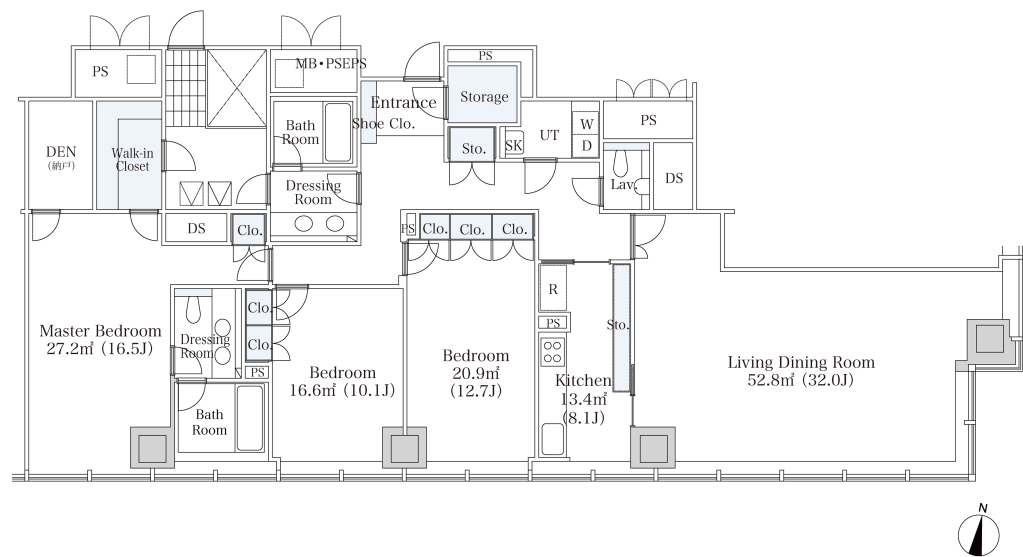 PS
MB・PSEPS
PS
Entrance
Shoe Clo.
Storage
Bath
Room
Sto.
SK
UT
W
D
PS
DEN
(納戸)
Walk-in
Closet
Dressing
Room
Lav.
DS
DS
Clo.
PS
Clo.
Clo.
Clo.
R
PS
Sto.
Clo.
Clo.
PS
Master Bedroom
27.2㎡ (16.5J)
Dressing
Room
Bath
Room
Bedroom
16.6㎡ (10.1J)
Bedroom
20.9㎡
(12.7J)
Kitchen
13.4㎡
(8.1J)
Living Dining Room
52.8㎡ (32.0J)
N